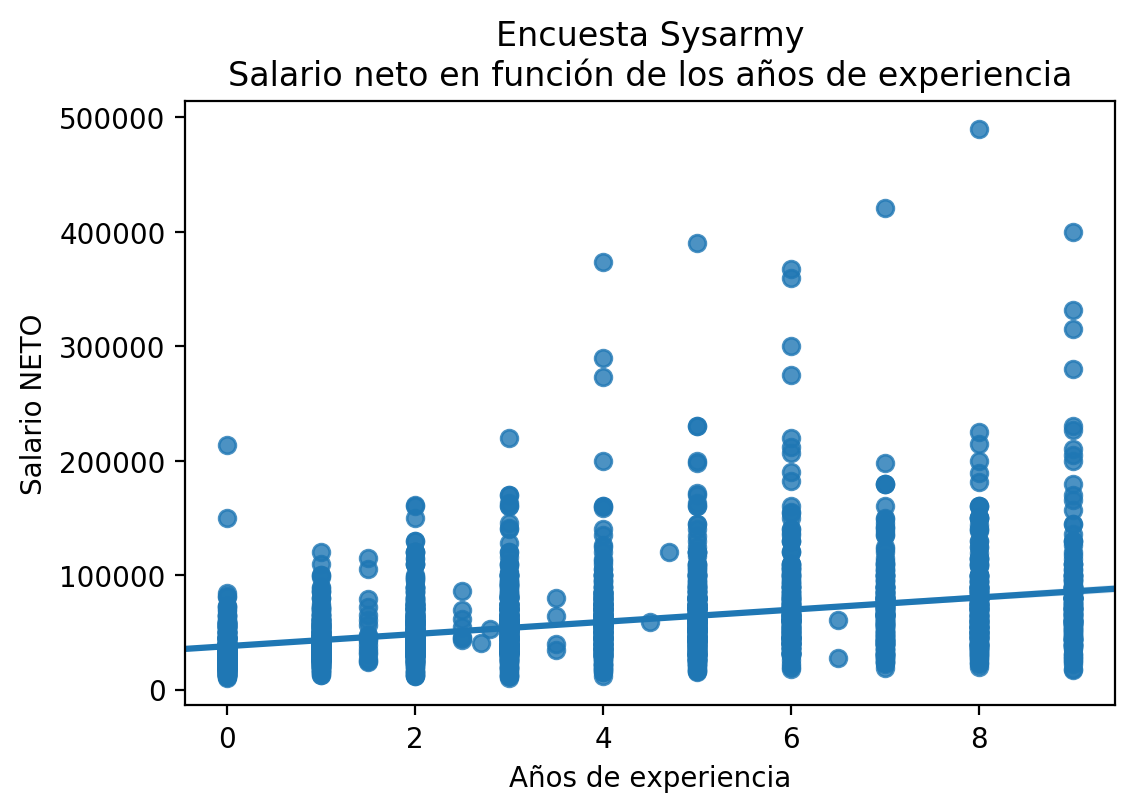 Encuesta Sysarmy
Salario neto en función de los años de experiencia
500000
400000
300000
200000
100000
0
Salario NETO
0 2 4 6 8
Años de experiencia